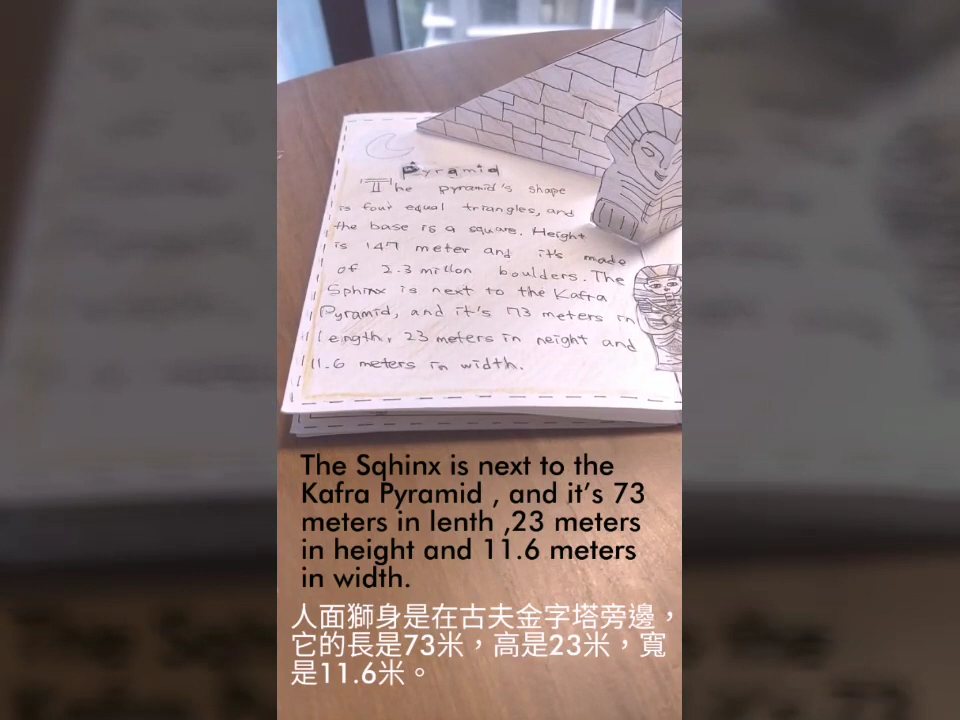 Pyramid
The pyramid's shape
is four equal triangles, and
the base is a square. Height
is 147 meter and it's made
of 2.3 millon boulders. The
Sphinx is next to the Kafra
Pyramid, and it's 73 meters in
length, 23 meters in height and
11.6 meters in width.
The Sqhinx is next to the
Kafra Pyramid , and it's 73
meters in lenth ,23 meters
in height and 11.6 meters
in width.
人面獅身是在古夫金字塔旁邊，
它的長是73米，高是23米，寬
是11.6米。